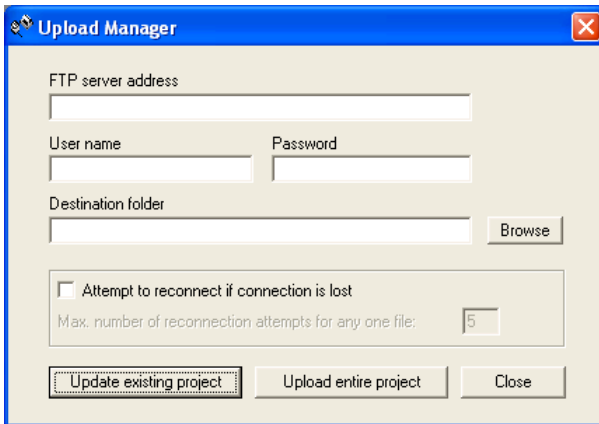 Upload Manager
FTP server address
User name Password
Destination folder
Browse
Attempt to reconnect if connection is lost
Max. number of reconnection attempts for any one file: 5
Update existing project Upload entire project Close